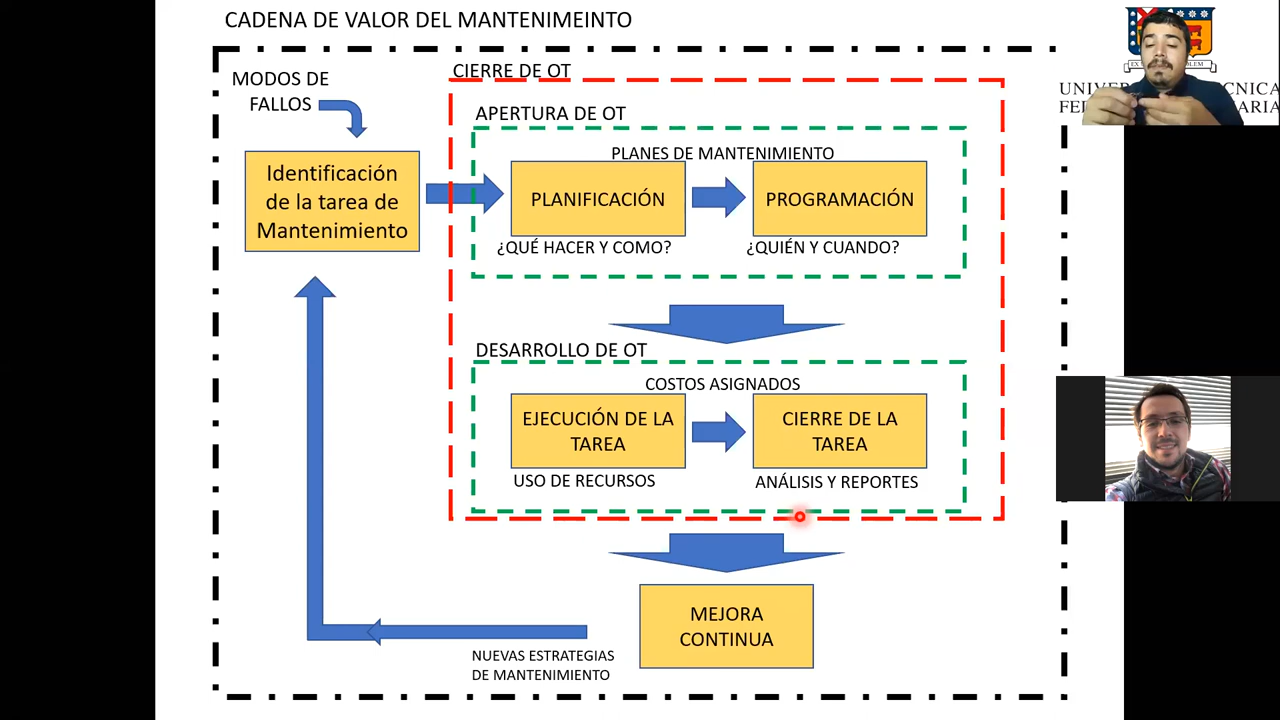 CADENA DE VALOR DEL MANTENIMEINTO
MODOS DE
FALLOS
CIERRE DE OT
APERTURA DE OT
PLANES DE MANTENIMIENTO
Identificación
de la tarea de
Mantenimiento
PLANIFICACIÓN
PROGRAMACIÓN
¿QUÉ HACER Y COMO?
¿QUIÉN Y CUANDO?
DESARROLLO DE OT
COSTOS ASIGNADOS
EJECUCIÓN DE LA
TAREA
CIERRE DE LA
TAREA
USO DE RECURSOS
ANÁLISIS Y REPORTES
MEJORA
CONTINUA
NUEVAS ESTRATEGIAS
DE MANTENIMIENTO